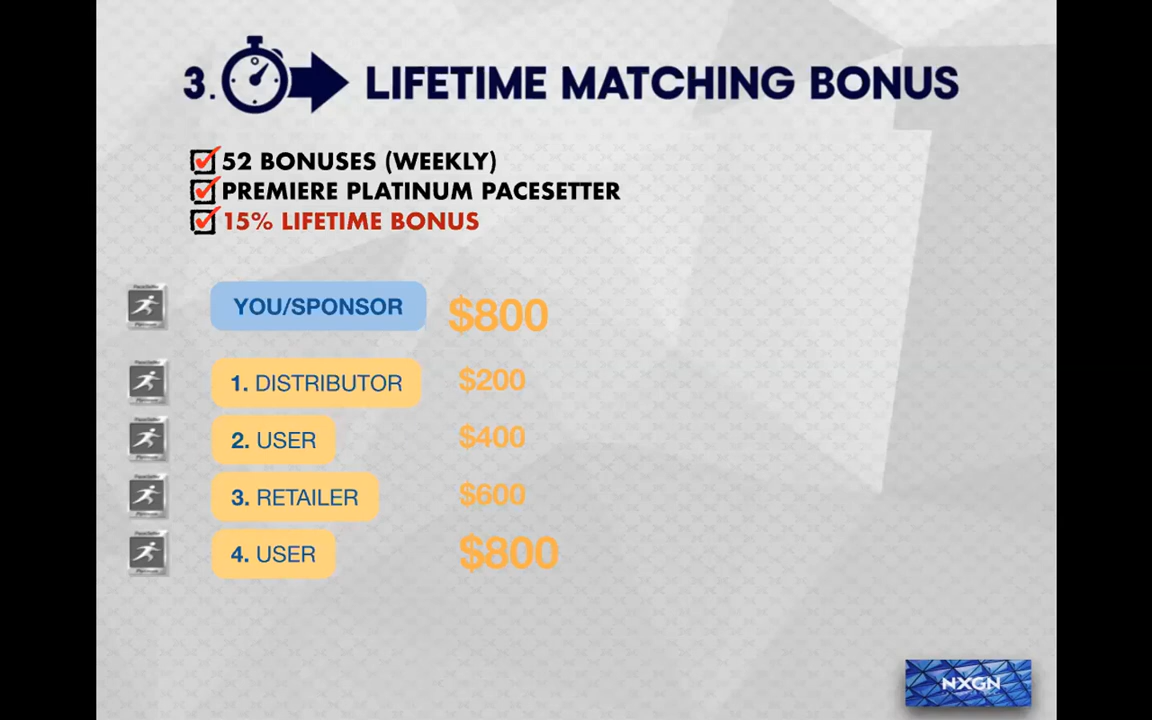 3. LIFETIME MATCHING BONUS
52 BONUSES (WEEKLY)
PREMIERE PLATINUM PACESETTER
15% LIFETIME BONUS
YOU/SPONSOR $800
1. DISTRIBUTOR $200
2. USER $400
3. RETAILER $600
4. USER $800
NXGN